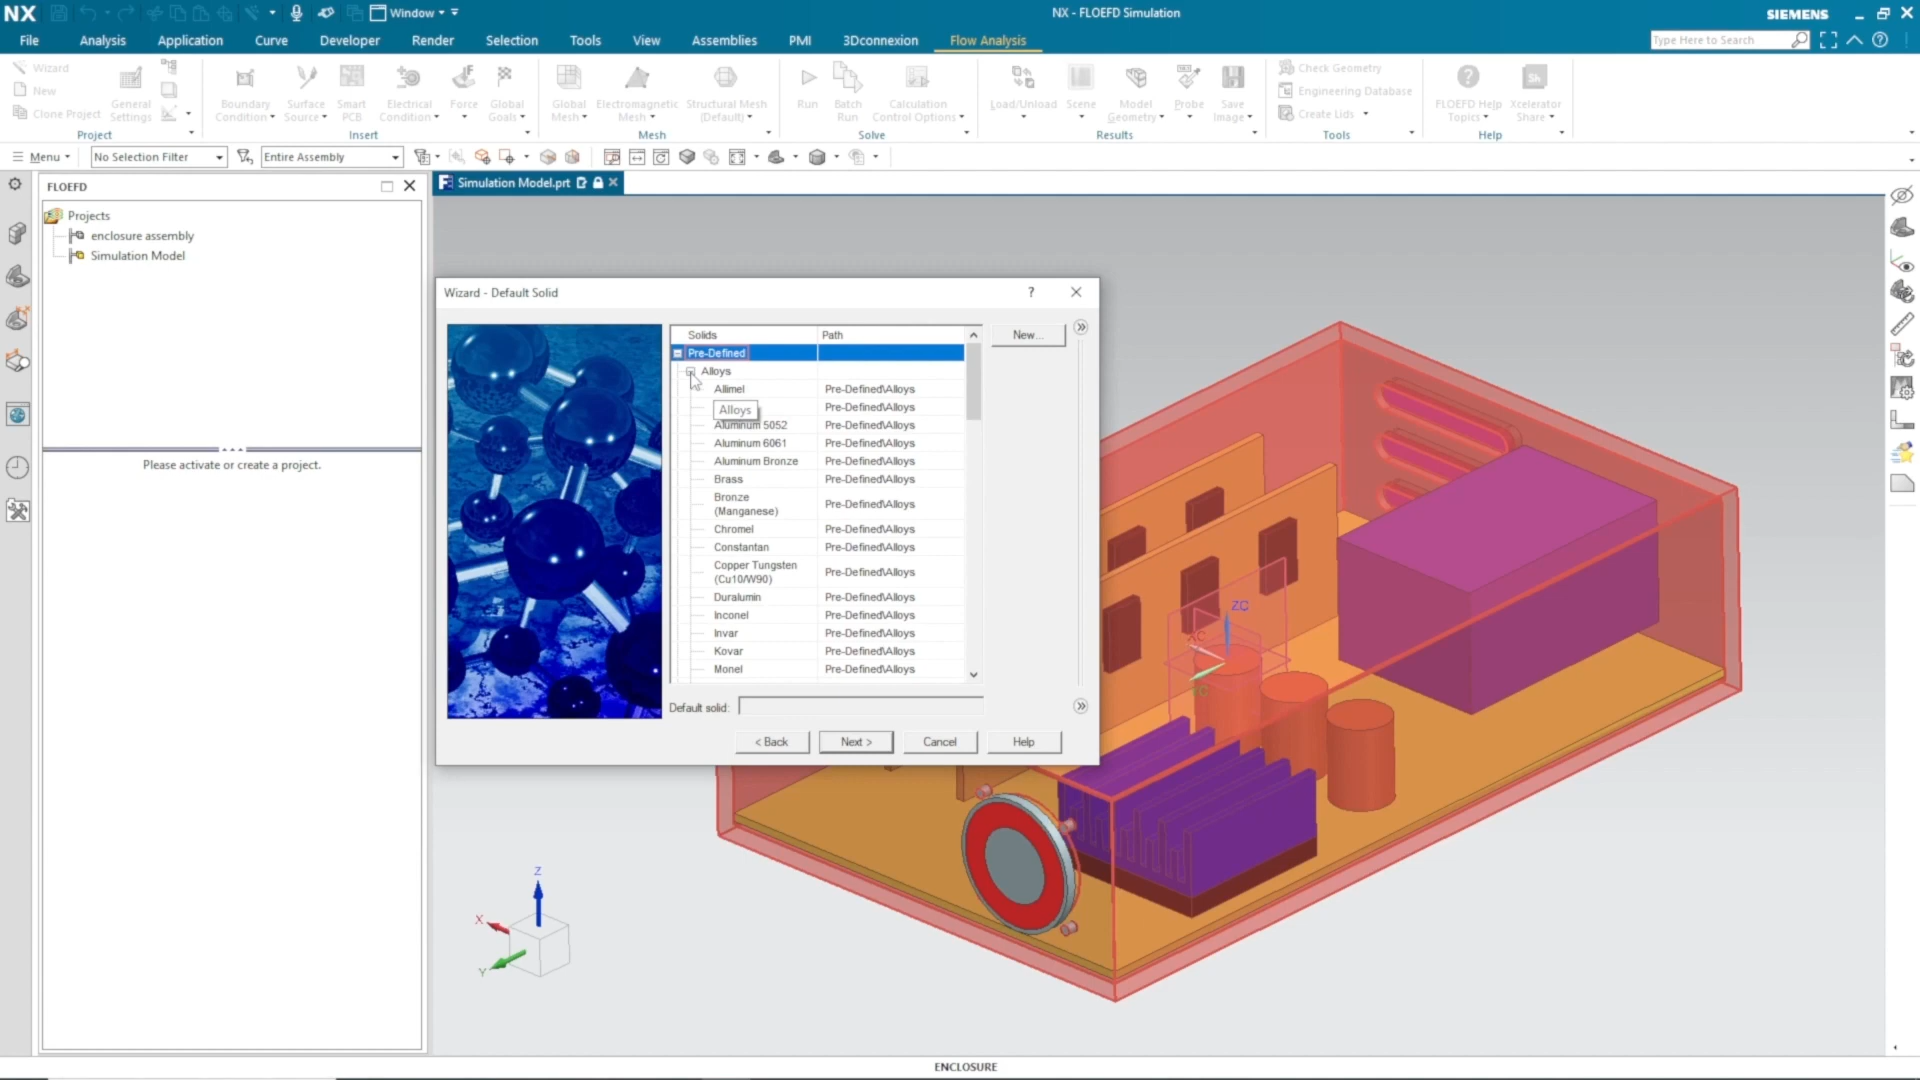 NX
Window
NX - FLOEFD Simulation
SIEMENS
File
Analysis
Application
Curve
Developer
Render
Selection
Tools
View
Assemblies
PMI
3Dconnexion
Flow Analysis
Type Here to Search
Wizard
New
Clone Project
General Settings
Project
Boundary Condition
Surface Source
Smart PCB
Electrical Condition
Force
Global Goals
Insert
Global Mesh
Electromagnetic Mesh
Structural Mesh (Default)
Mesh
Run
Batch Run
Calculation Control Options
Solve
Load/Unload
Scene
Model Geometry
Probe
Save Image
Results
Check Geometry
Engineering Database
Create Lids
Tools
FLOEFD Help Topics
Sh
Xcelerator Share
Help
Menu
No Selection Filter
Entire Assembly
FLOEFD
Projects
enclosure assembly
Simulation Model
Please activate or create a project.
Simulation Model.prt
Wizard - Default Solid
?
Solids Path
Pre-Defined
Alloys
Alimel Pre-Defined\Alloys
Alloys Pre-Defined\Alloys
Aluminum 5052 Pre-Defined\Alloys
Aluminum 6061 Pre-Defined\Alloys
Aluminum Bronze Pre-Defined\Alloys
Brass Pre-Defined\Alloys
Bronze (Manganese) Pre-Defined\Alloys
Chromel Pre-Defined\Alloys
Constantan Pre-Defined\Alloys
Copper Tungsten (Cu10/W90) Pre-Defined\Alloys
Duralumin Pre-Defined\Alloys
Inconel Pre-Defined\Alloys
Invar Pre-Defined\Alloys
Kovar Pre-Defined\Alloys
Monel Pre-Defined\Alloys
New...
Default solid:
< Back
Next >
Cancel
Help
ZC
XC
YC
Z
X
Y
ENCLOSURE